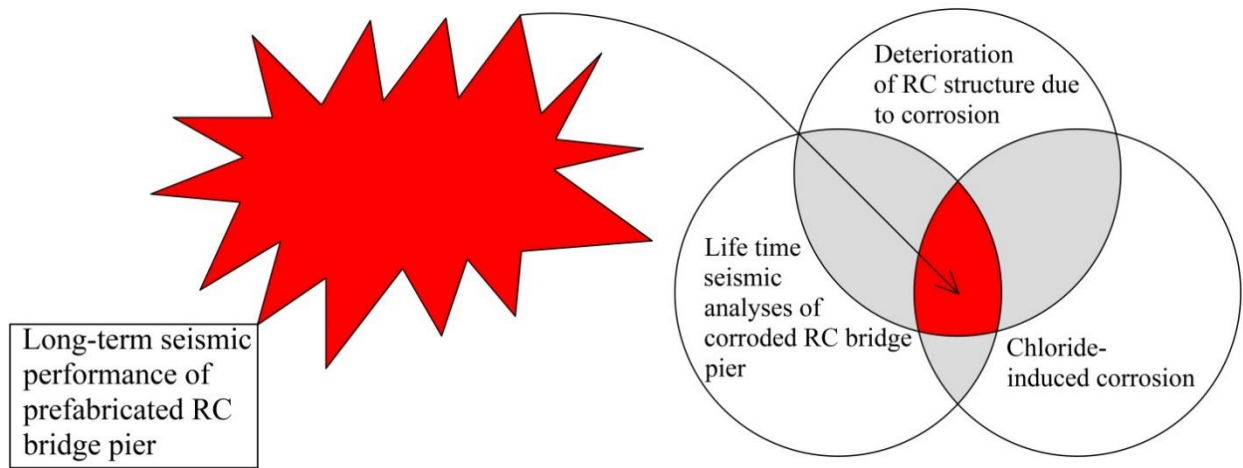 Long-term seismic
performance of
prefabricated RC
bridge pier
Deterioration
of RC structure due
to corrosion
Life time
seismic
analyses of
corroded RC bridge
pier
Chloride-
induced corrosion